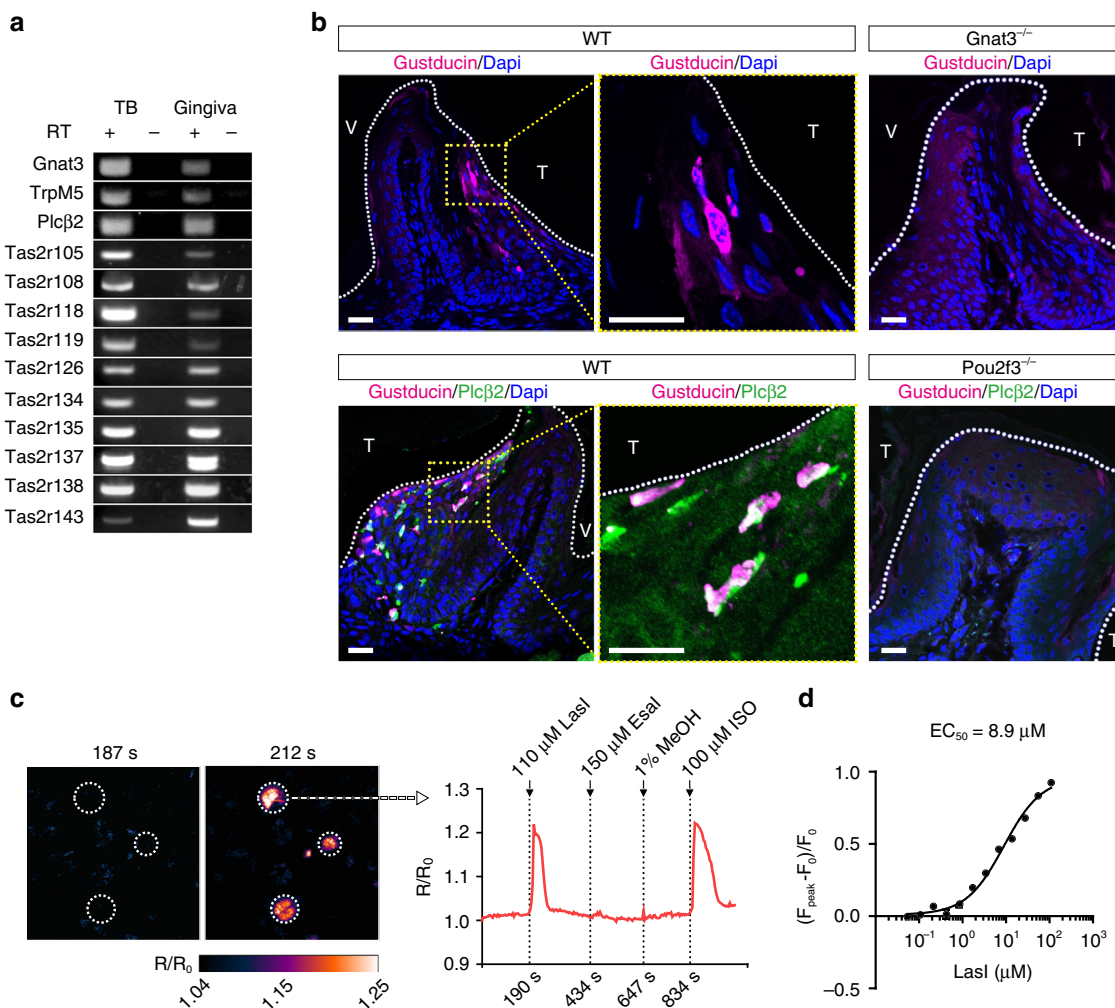 a
TB Gingiva
RT + − + −
Gnat3
TrpM5
Plcβ2
Tas2r105
Tas2r108
Tas2r118
Tas2r119
Tas2r126
Tas2r134
Tas2r135
Tas2r137
Tas2r138
Tas2r143
b
WT
Gnat3−/−
Gustducin/Dapi
Gustducin/Dapi
Gustducin/Dapi
V
T
T
V
T
WT
Pou2f3−/−
Gustducin/Plcβ2/Dapi
Gustducin/Plcβ2
Gustducin/Plcβ2/Dapi
T
V
T
T
T
c
187 s
212 s
R/R0
1.04
1.15
1.25
110 µM LasI
150 µM EsaI
1% MeOH
100 µM ISO
R/R0
1.3
1.2
1.1
1.0
0.9
190 s
434 s
647 s
834 s
d
EC50 = 8.9 µM
(Fpeak-F0)/F0
1.0
0.5
0.0
−0.5
10−1
100
101
102
103
LasI (µM)